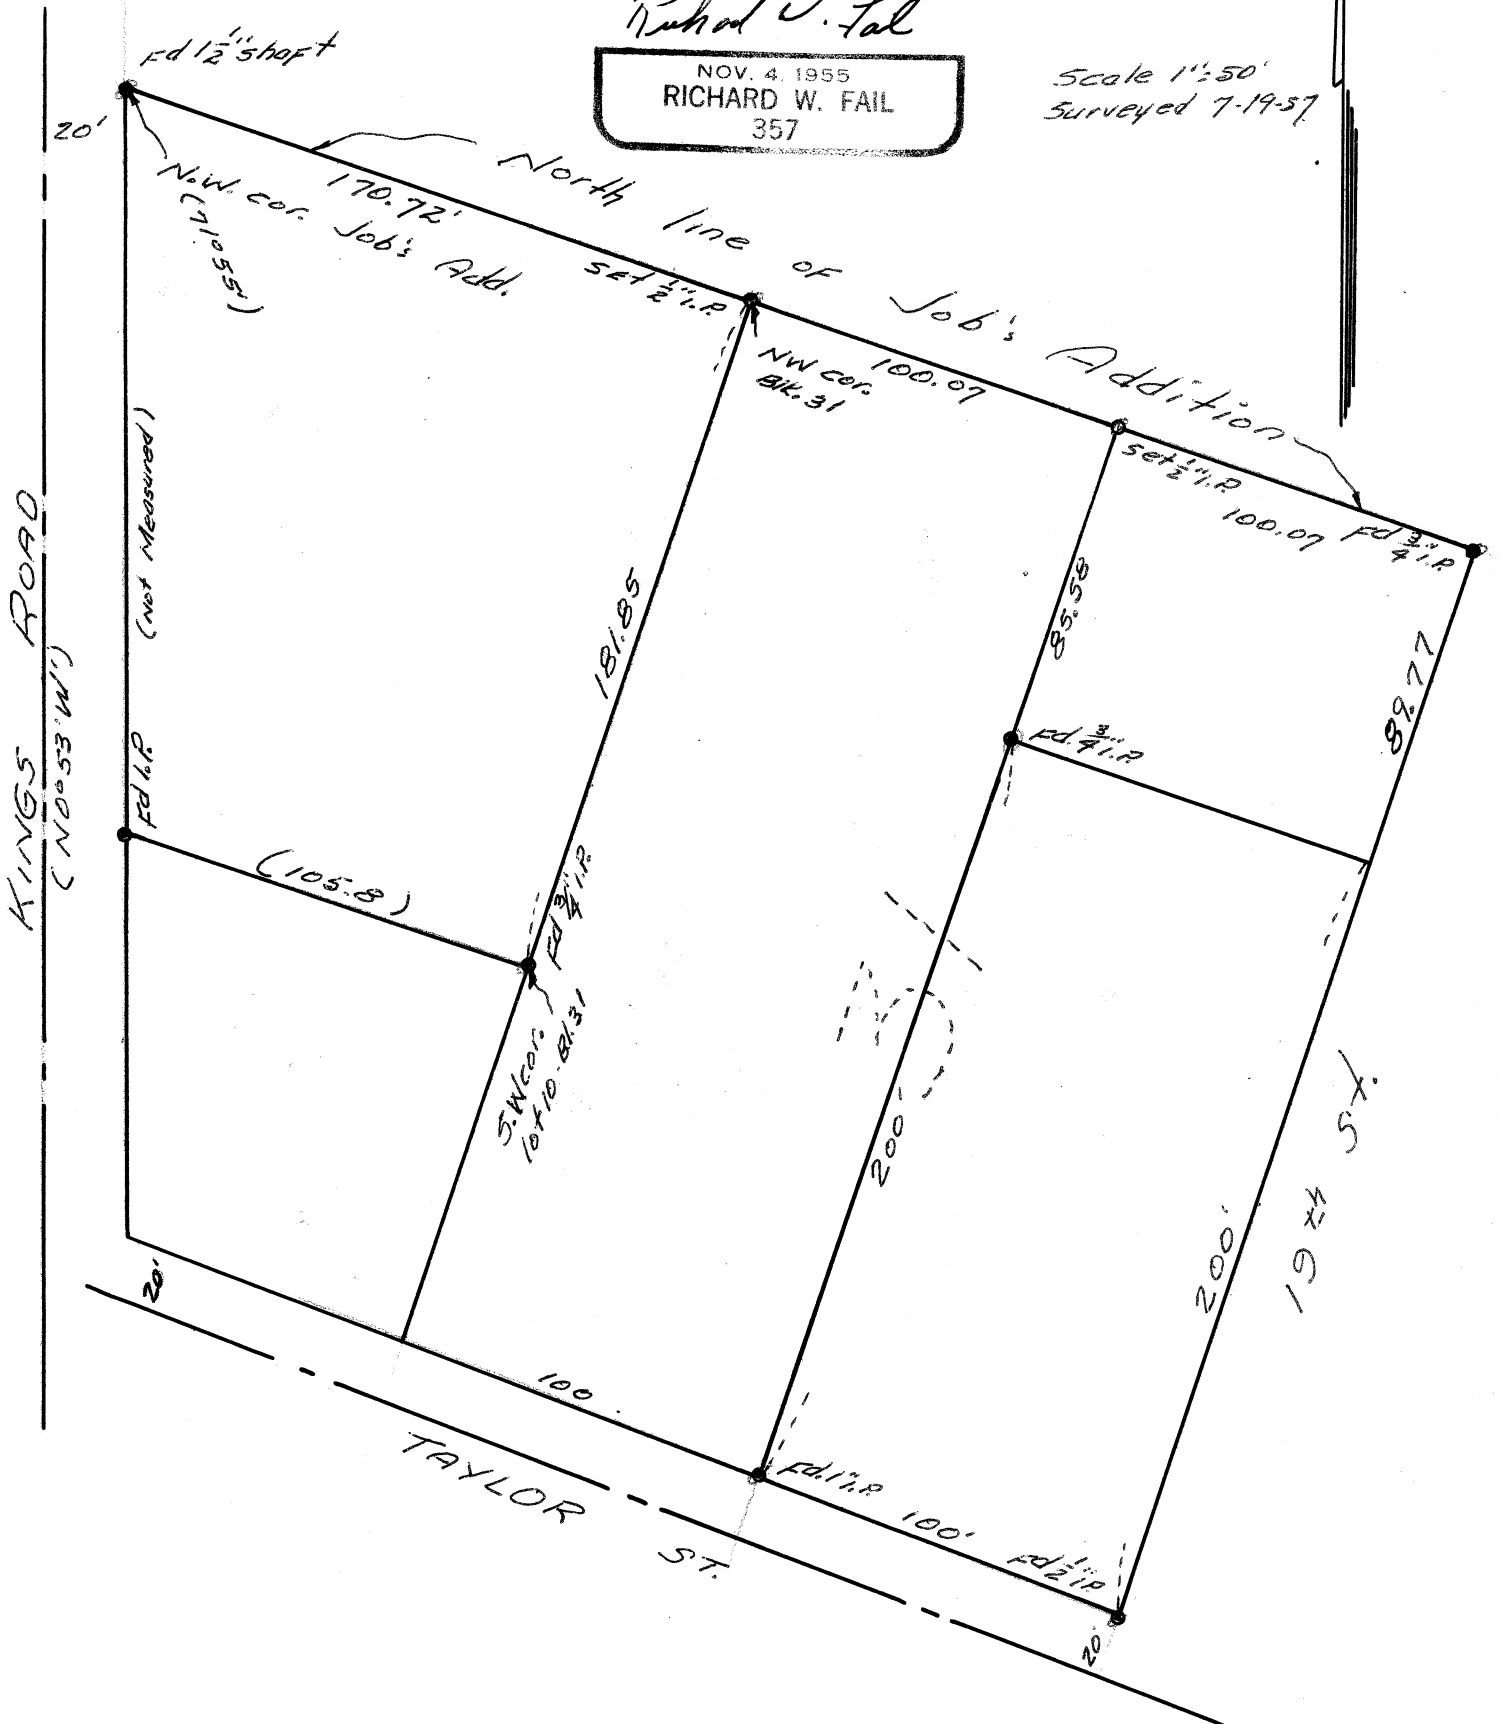 Richard W. Fail
NOV. 4. 1955
RICHARD W. FAIL
357
Scale 1":50'
Surveyed 7-19-57
Fd 1½" shaft
20'
N.W. cor. Job's Add.
(71°55')
170.72'
North line of Job's Addition
set ½" I.P.
NW cor.
Blk. 31
100.07
set ½" I.P.
100.07
Fd ¾" I.P.
(Not Measured)
181.85
85.58
89.77
KINGS ROAD
(N0°53'W)
Fd I.P.
Fd. ¾" I.P.
(105.8)
Fd ¾" I.P.
S.W cor.
lot 10 - Bl. 31
200'
200'
19th St.
20'
100
TAYLOR ST.
Fd. 1" I.P.
100'
Fd ½" IP
20'